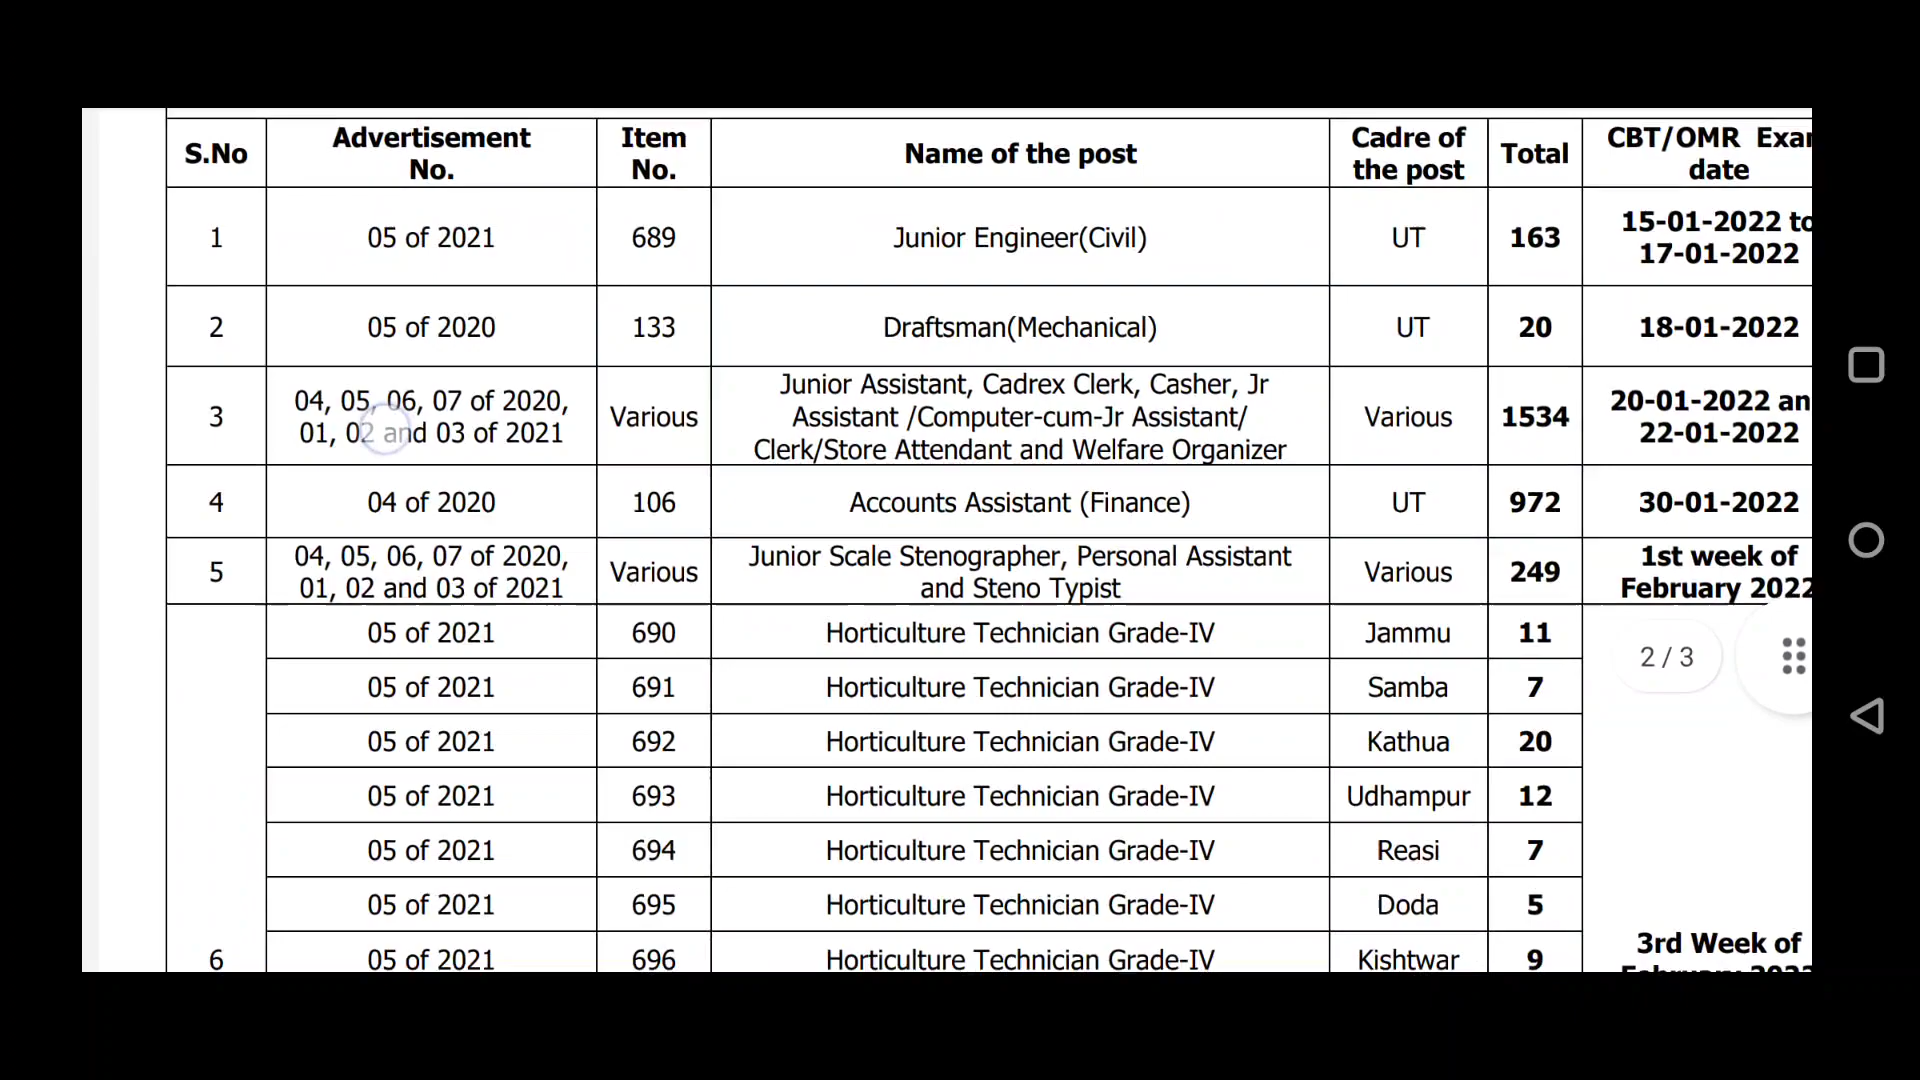 S.No
Advertisement
No.
Item
No.
Name of the post
Cadre of
the post
Total
CBT/OMR Exa
date
1
05 of 2021
689
Junior Engineer(Civil)
UT
163
15-01-2022 to
17-01-2022
2
05 of 2020
133
Draftsman(Mechanical)
UT
20
18-01-2022
3
04, 05, 06, 07 of 2020,
01, 02 and 03 of 2021
Various
Junior Assistant, Cadrex Clerk, Casher, Jr
Assistant /Computer-cum-Jr Assistant/
Clerk/Store Attendant and Welfare Organizer
Various
1534
20-01-2022 an
22-01-2022
4
04 of 2020
106
Accounts Assistant (Finance)
UT
972
30-01-2022
5
04, 05, 06, 07 of 2020,
01, 02 and 03 of 2021
Various
Junior Scale Stenographer, Personal Assistant
and Steno Typist
Various
249
1st week of
February 2022
05 of 2021
690
Horticulture Technician Grade-IV
Jammu
11
2 / 3
05 of 2021
691
Horticulture Technician Grade-IV
Samba
7
05 of 2021
692
Horticulture Technician Grade-IV
Kathua
20
05 of 2021
693
Horticulture Technician Grade-IV
Udhampur
12
05 of 2021
694
Horticulture Technician Grade-IV
Reasi
7
05 of 2021
695
Horticulture Technician Grade-IV
Doda
5
6
05 of 2021
696
Horticulture Technician Grade-IV
Kishtwar
9
3rd Week of